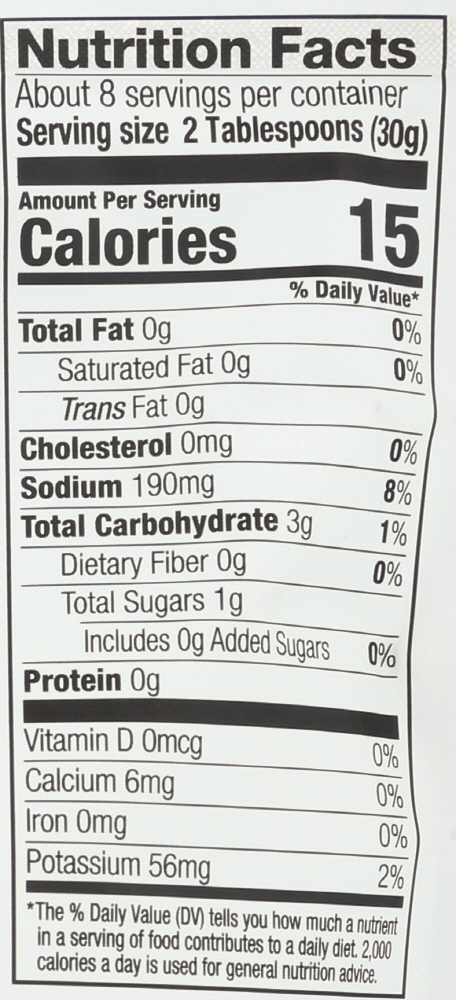 Nutrition Facts
About 8 servings per container
Serving size 2 Tablespoons (30g)
Amount Per Serving
Calories 15
% Daily Value*
Total Fat 0g 0%
Saturated Fat 0g 0%
Trans Fat 0g
Cholesterol 0mg 0%
Sodium 190mg 8%
Total Carbohydrate 3g 1%
Dietary Fiber 0g 0%
Total Sugars 1g
Includes 0g Added Sugars 0%
Protein 0g
Vitamin D 0mcg 0%
Calcium 6mg 0%
Iron 0mg 0%
Potassium 56mg 2%
*The % Daily Value (DV) tells you how much a nutrient
in a serving of food contributes to a daily diet. 2,000
calories a day is used for general nutrition advice.